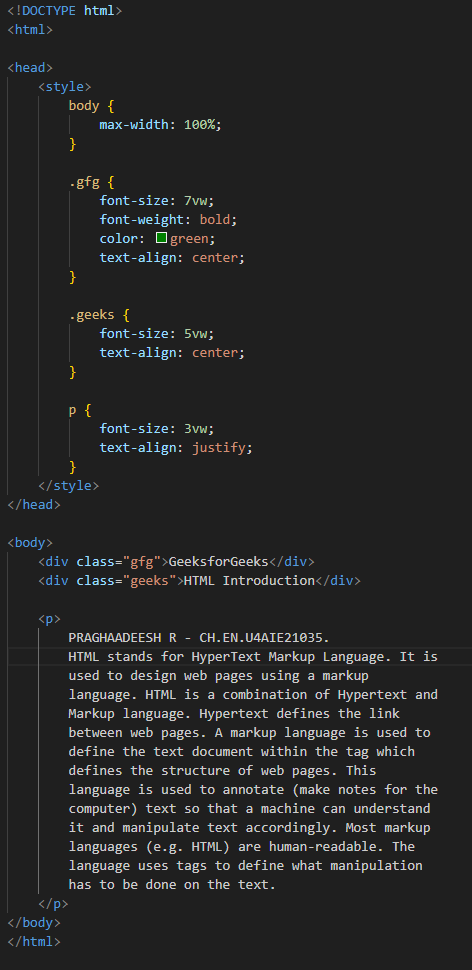 <!DOCTYPE html>
<html>
<head>
<style>
body {
max-width: 100%;
}
.gfg {
font-size: 7vw;
font-weight: bold;
color: green;
text-align: center;
}
.geeks {
font-size: 5vw;
text-align: center;
}
p {
font-size: 3vw;
text-align: justify;
}
</style>
</head>
<body>
<div class="gfg">GeeksforGeeks</div>
<div class="geeks">HTML Introduction</div>
<p>
PRAGHAADEESH R - CH.EN.U4AIE21035.
HTML stands for HyperText Markup Language. It is
used to design web pages using a markup
language. HTML is a combination of Hypertext and
Markup language. Hypertext defines the link
between web pages. A markup language is used to
define the text document within the tag which
defines the structure of web pages. This
language is used to annotate (make notes for the
computer) text so that a machine can understand
it and manipulate text accordingly. Most markup
languages (e.g. HTML) are human-readable. The
language uses tags to define what manipulation
has to be done on the text.
</p>
</body>
</html>